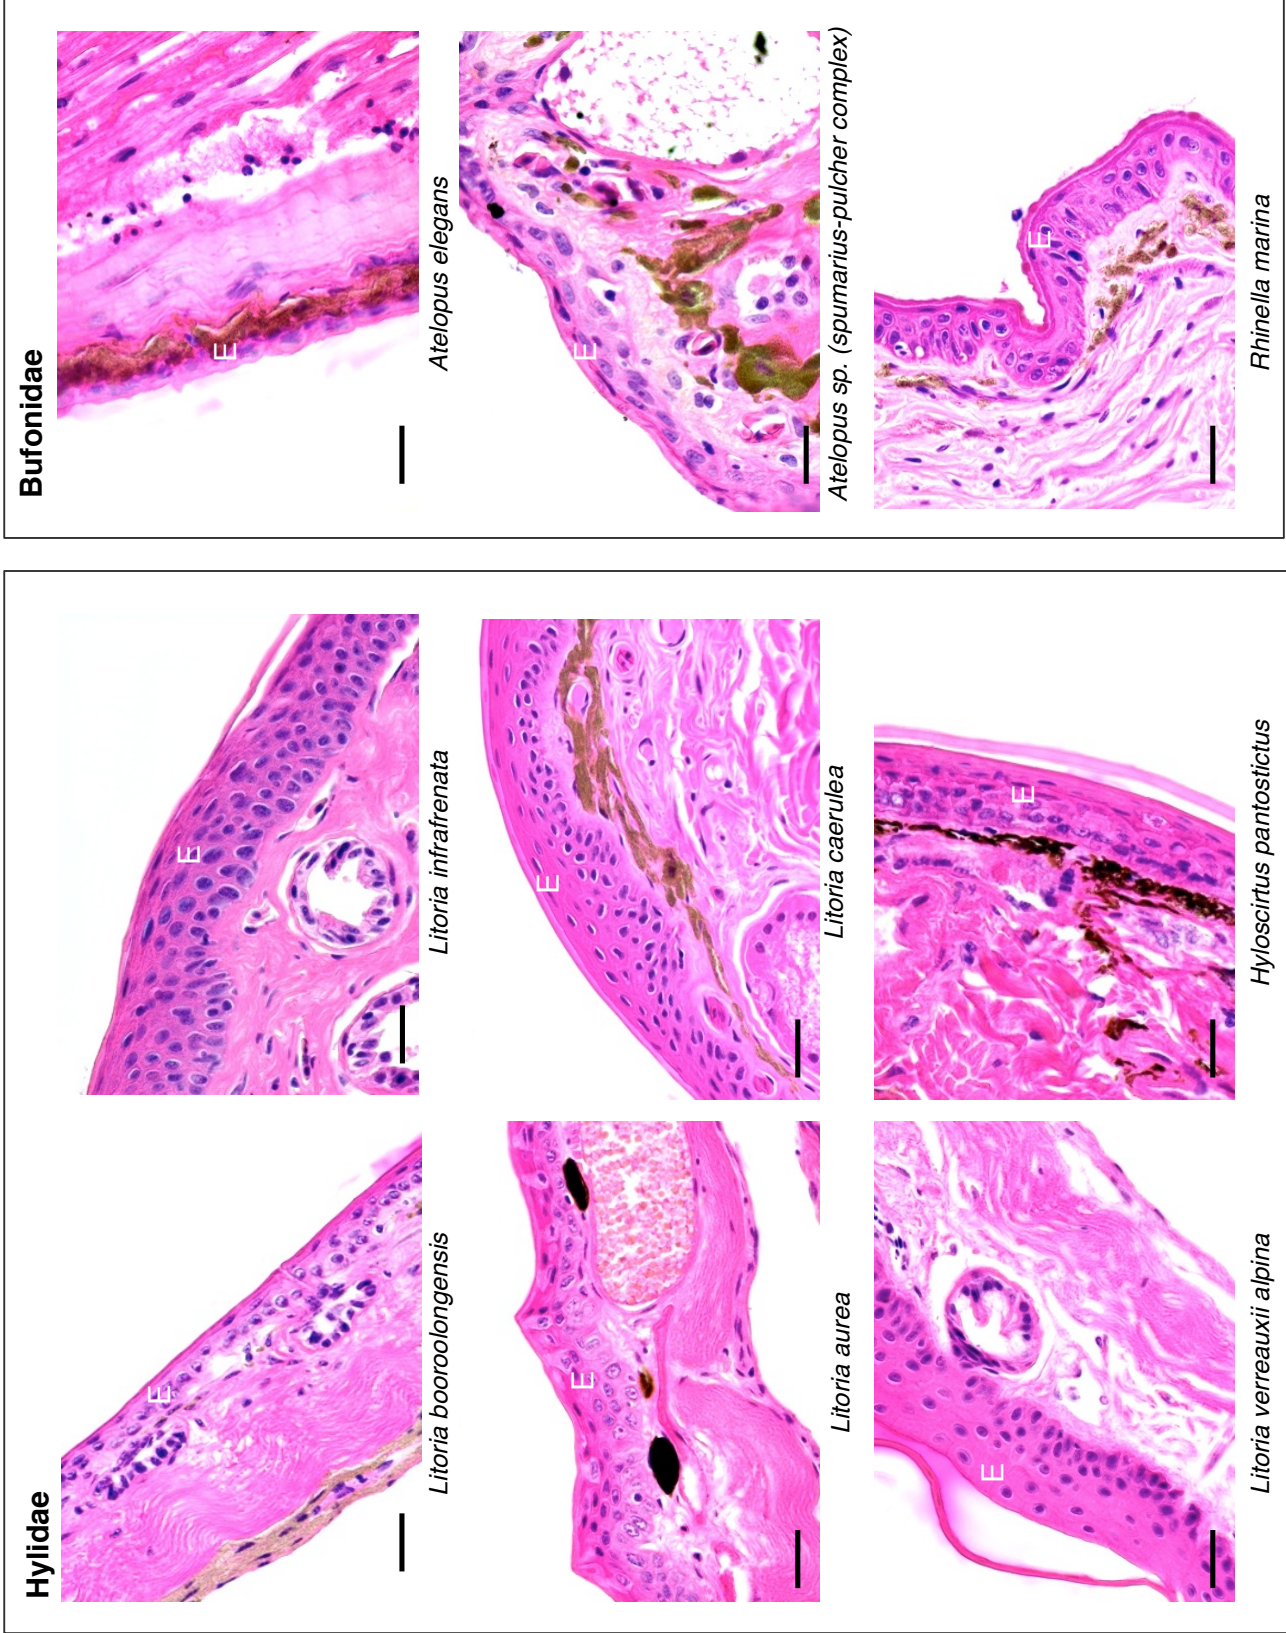 Hylidae
E
Litoria booroolongensis
E
Litoria infrafrenata
E
Litoria aurea
E
Litoria caerulea
E
Litoria verreauxii alpina
E
Hyloscirtus pantostictus
Bufonidae
E
Atelopus elegans
E
Atelopus sp. (spumarius-pulcher complex)
E
Rhinella marina